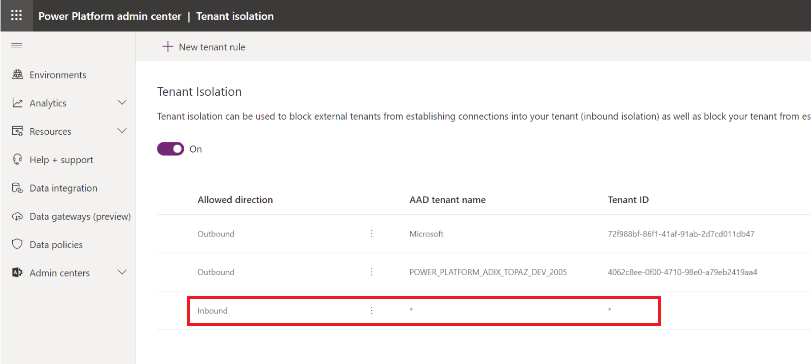 Power Platform admin center | Tenant isolation
New tenant rule
Environments
Analytics
Resources
Help + support
Data integration
Data gateways (preview)
Data policies
Admin centers
Tenant Isolation
Tenant isolation can be used to block external tenants from establishing connections into your tenant (inbound isolation) as well as block your tenant from es
On
Allowed direction AAD tenant name Tenant ID
Outbound Microsoft 72f988bf-86f1-41af-91ab-2d7cd011db47
Outbound POWER_PLATFORM_ADIX_TOPAZ_DEV_2005 4062c8ee-0f00-4710-98e0-a79eb2419aa4
Inbound * *